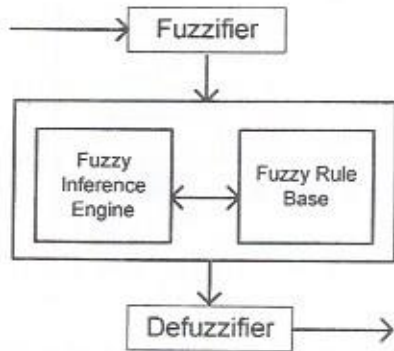 Fuzzifier
Fuzzy
Inference
Engine
Fuzzy Rule
Base
Defuzzifier